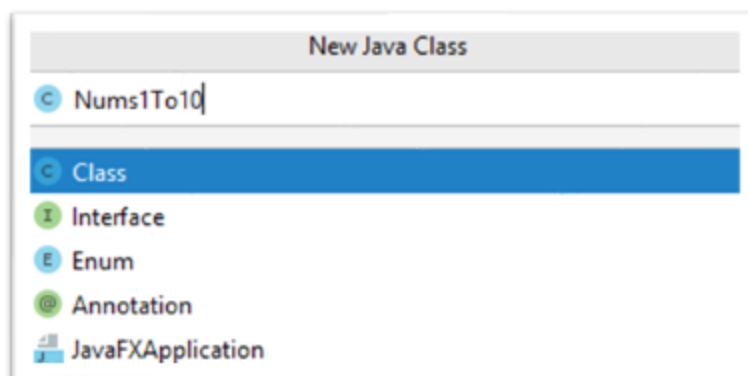 New Java Class
C Nums1To10
C Class
I Interface
E Enum
@ Annotation
J JavaFXApplication